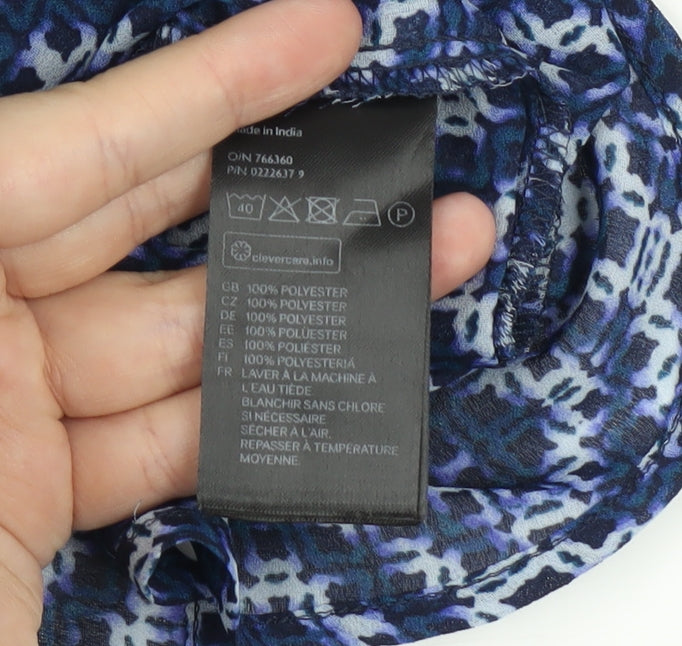 Made in India
O/N 766360
P/N 0222637 9
40 P
clevercare.info
GB 100% POLYESTER
CZ 100% POLYESTER
DE 100% POLYESTER
EE 100% POLÜESTER
ES 100% POLIÉSTER
FI 100% POLYESTERIÄ
FR LAVER À LA MACHINE À
L'EAU TIÈDE
BLANCHIR SANS CHLORE
SI NÉCESSAIRE
SÉCHER À L'AIR.
REPASSER À TEMPÉRATURE
MOYENNE.